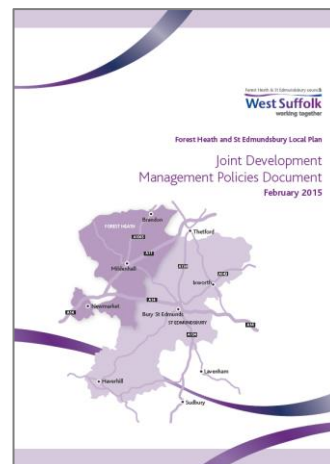 Forest Heath & St Edmundsbury councils
West Suffolk
working together
Forest Heath and St Edmundsbury Local Plan
Joint Development
Management Policies Document
February 2015
Brandon
FOREST HEATH
Thetford
A11
Mildenhall
Ixworth
Newmarket
A14
Bury St Edmunds
ST EDMUNDSBURY
Lavenham
Haverhill
Sudbury